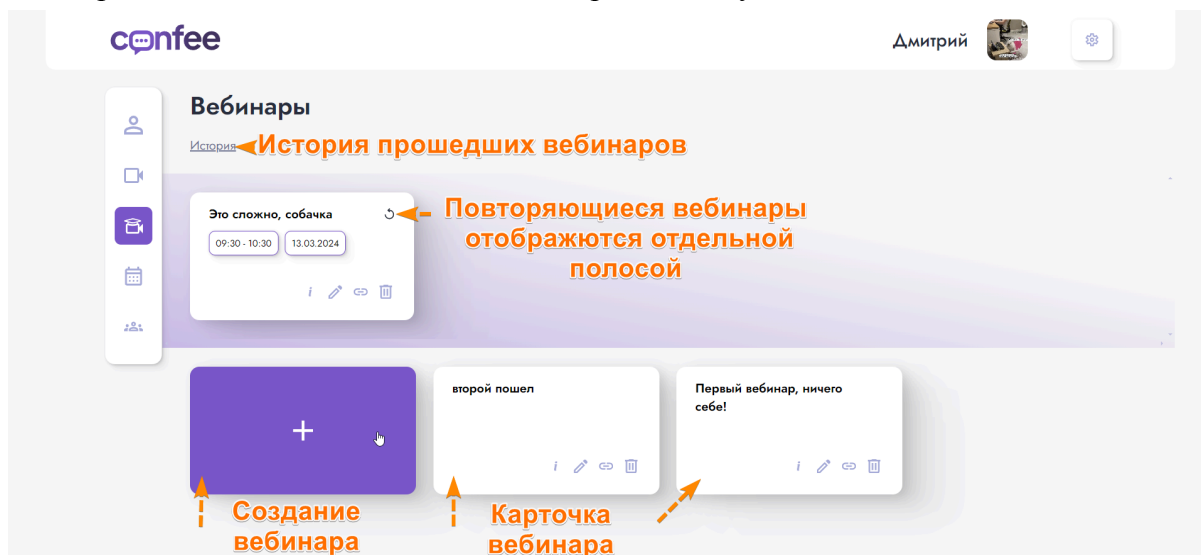 confee
Дмитрий
Вебинары
История
История прошедших вебинаров
Это сложно, собачка
09:30 - 10:30 13.03.2024
i
Повторяющиеся вебинары
отображются отдельной
полосой
+
второй пошел
i
Первый вебинар, ничего
себе!
i
Создание
вебинара
Карточка
вебинара